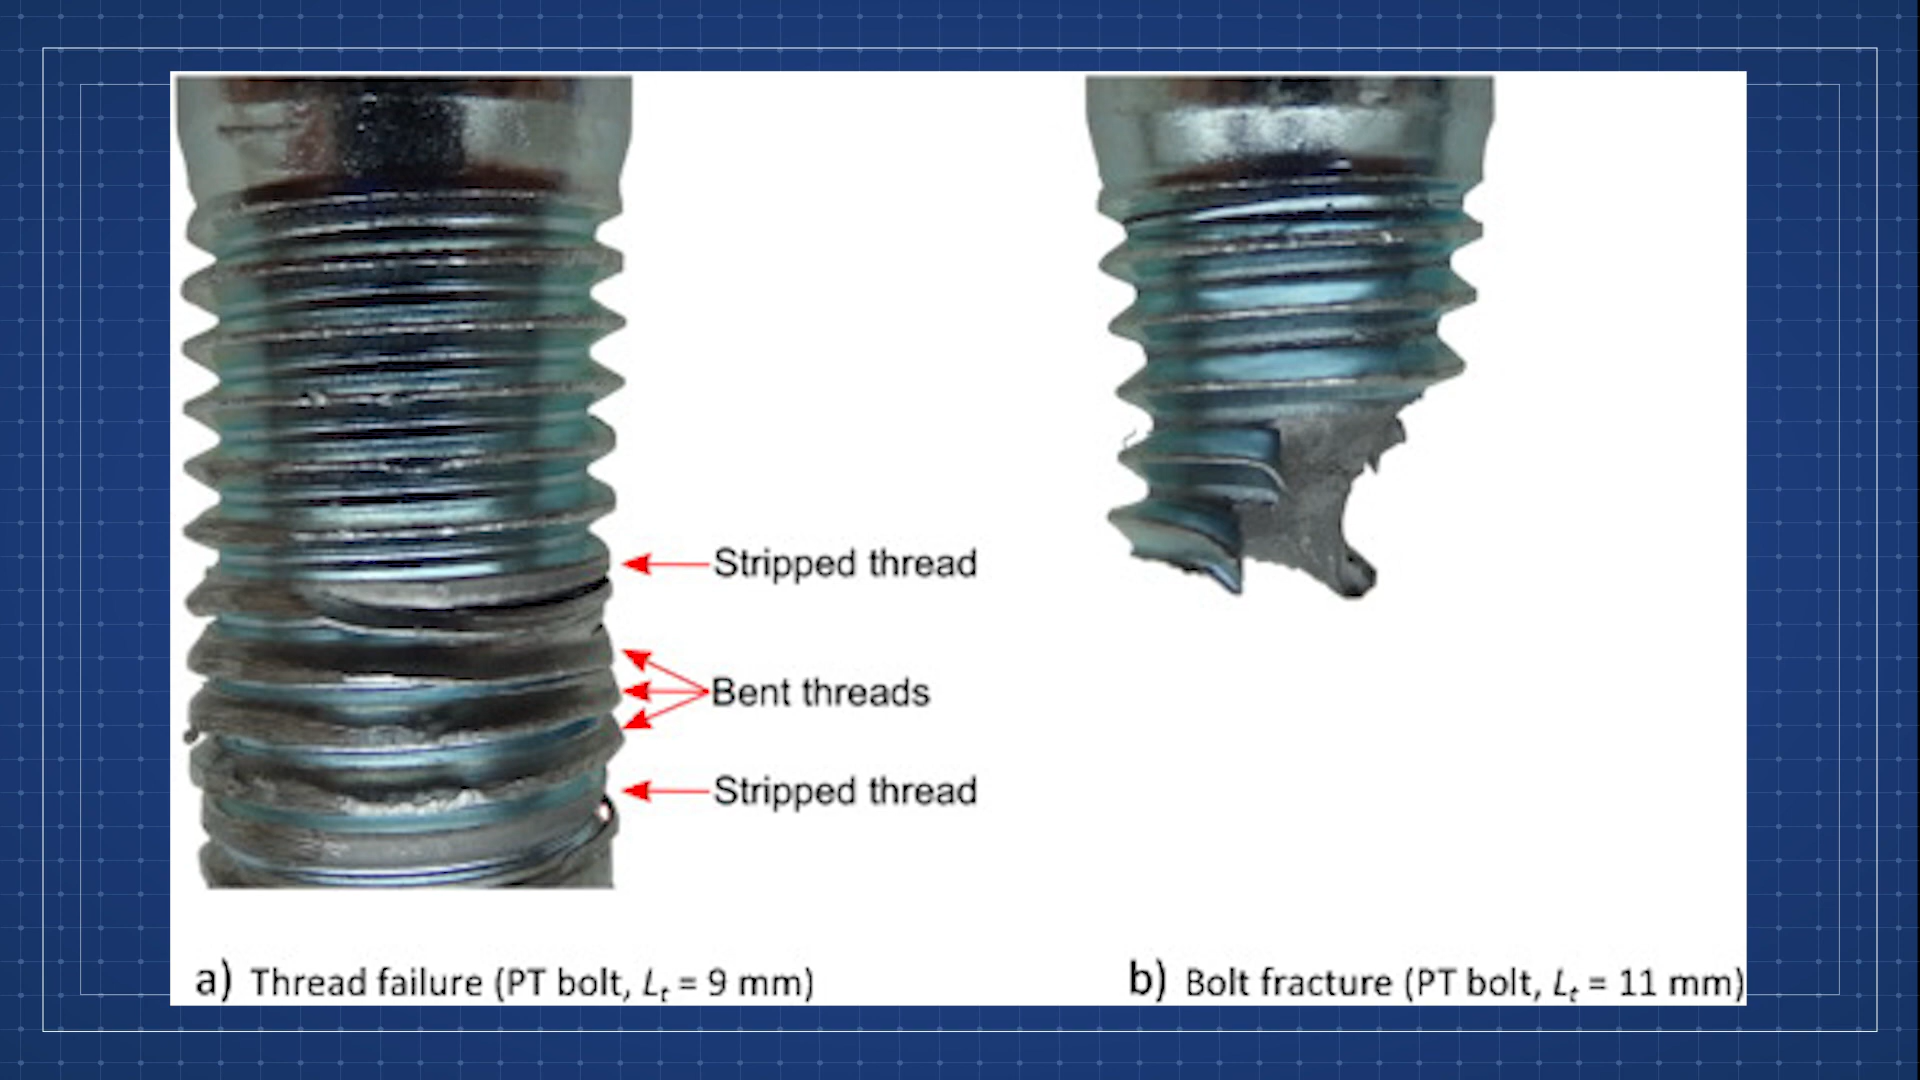 Stripped thread
Bent threads
Stripped thread
a) Thread failure (PT bolt, Lt = 9 mm)
b) Bolt fracture (PT bolt, Lt = 11 mm)